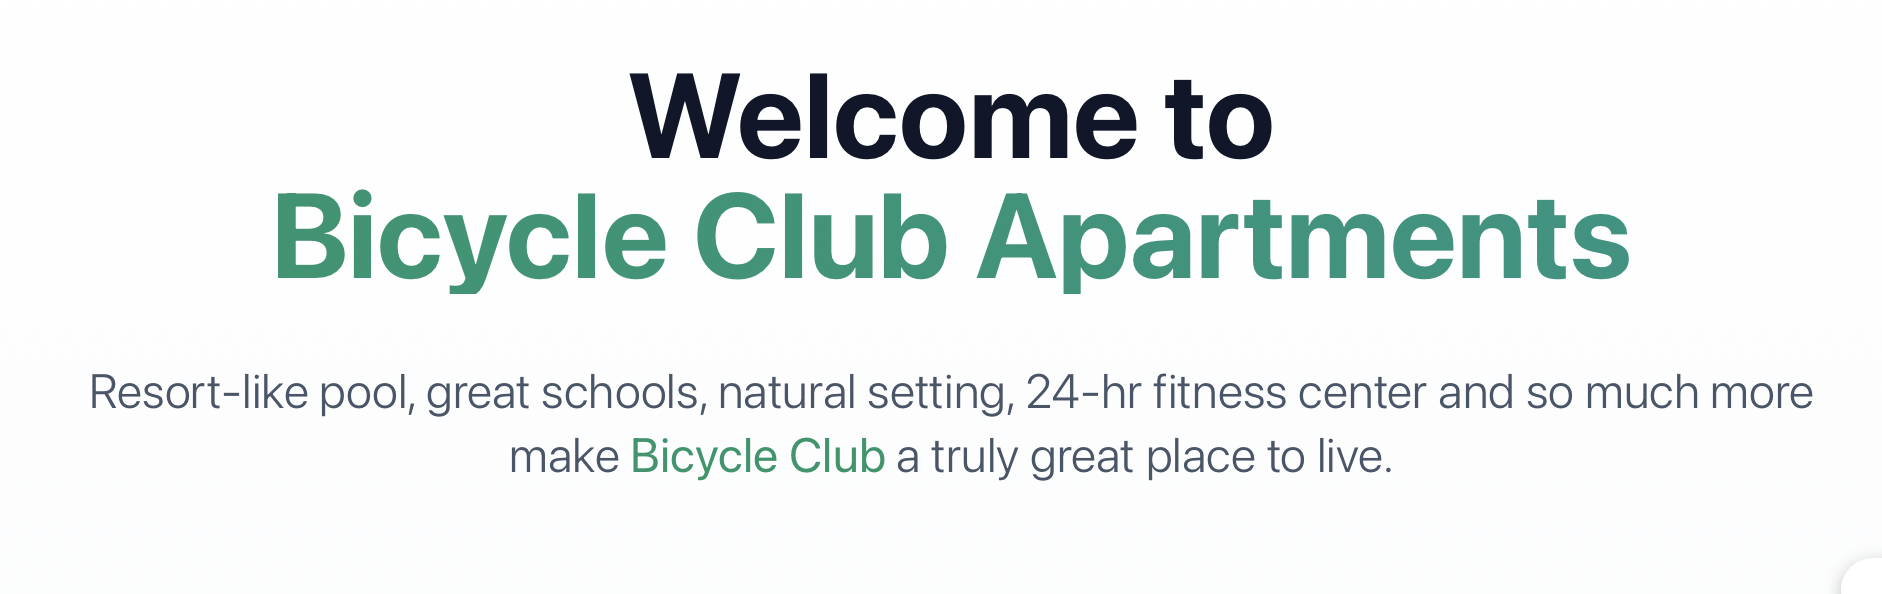 Welcome to
Bicycle Club Apartments
Resort-like pool, great schools, natural setting, 24-hr fitness center and so much more
make Bicycle Club a truly great place to live.